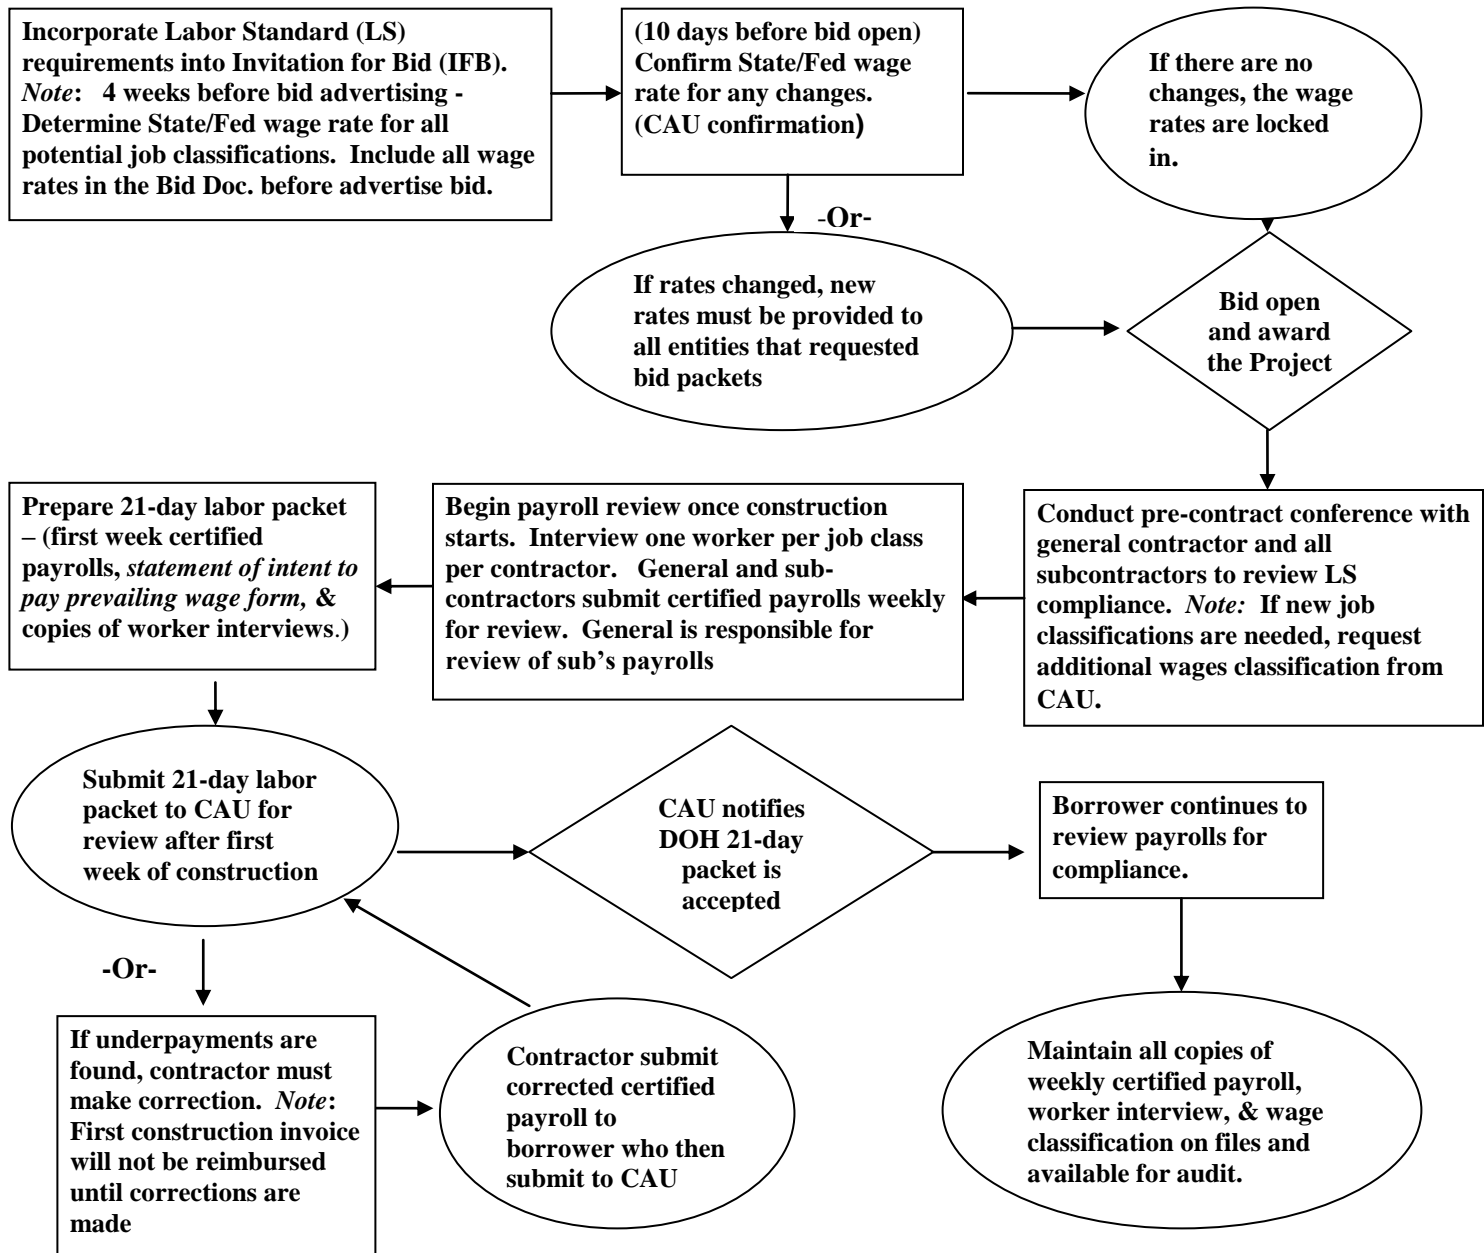 Incorporate Labor Standard (LS)
requirements into Invitation for Bid (IFB).
Note:   4 weeks before bid advertising -
Determine State/Fed wage rate for all
potential job classifications.  Include all wage
rates in the Bid Doc. before advertise bid.
(10 days before bid open)
Confirm State/Fed wage
rate for any changes.
(CAU confirmation)
If there are no
changes, the wage
rates are locked
in.
-Or-
If rates changed, new
rates must be provided to
all entities that requested
bid packets
Bid open
and award
the Project
Conduct pre-contract conference with
general contractor and all
subcontractors to review LS
compliance.  Note:  If new job
classifications are needed, request
additional wages classification from
CAU.
Begin payroll review once construction
starts.  Interview one worker per job class
per contractor.   General and sub-
contractors submit certified payrolls weekly
for review.  General is responsible for
review of sub's payrolls
Prepare 21-day labor packet
– (first week certified
payrolls, statement of intent to
pay prevailing wage form, &
copies of worker interviews.)
Submit 21-day labor
packet to CAU for
review after first
week of construction
CAU notifies
DOH 21-day
packet is
accepted
Borrower continues to
review payrolls for
compliance.
-Or-
If underpayments are
found, contractor must
make correction.  Note:
First construction invoice
will not be reimbursed
until corrections are
made
Contractor submit
corrected certified
payroll to
borrower who then
submit to CAU
Maintain all copies of
weekly certified payroll,
worker interview, & wage
classification on files and
available for audit.